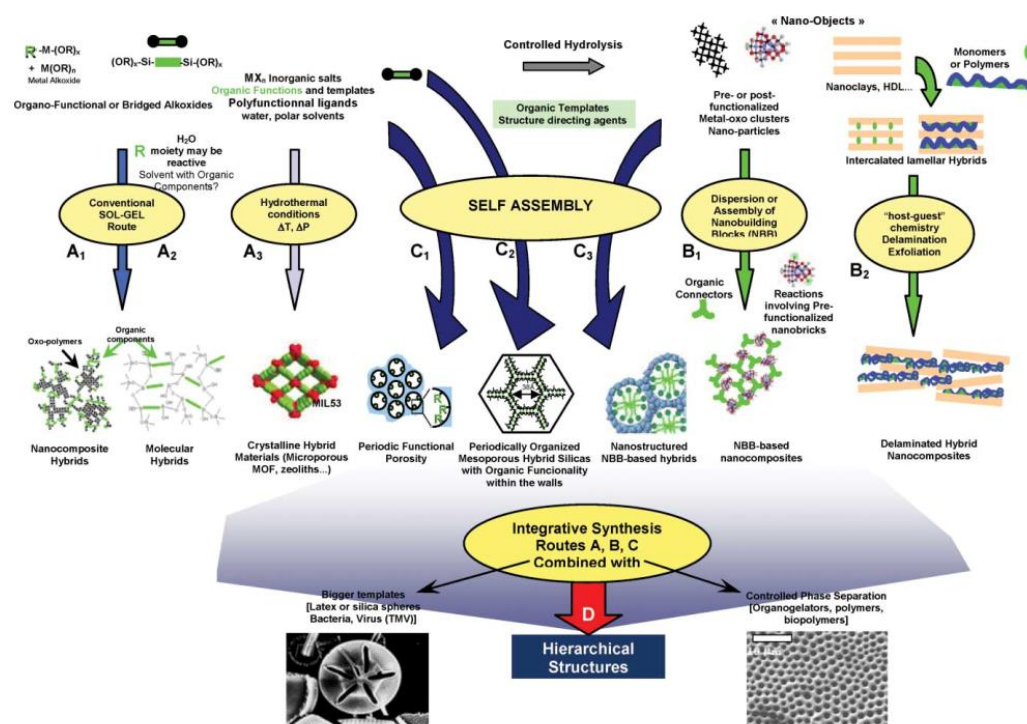 « Nano-Objects »
R -M-(OR)ₓ
+ M(OR)ₙ
Metal Alkoxide
(OR)ₓ-Si- -Si-(OR)ₓ
Organo-Functional or Bridged Alkoxides
MXₙ Inorganic salts
Organic Functions and templates
Polyfunctionnal ligands
water, polar solvents
Controlled Hydrolysis
Organic Templates
Structure directing agents
Pre- or post-
functionalized
Metal-oxo clusters
Nano-particles
Nanoclays, HDL...
Monomers
or Polymers
Intercalated lamellar Hybrids
H₂O
R moiety may be
reactive
Solvent with Organic
Components?
Conventional
SOL-GEL
Route
A₁
A₂
Hydrothermal
conditions
ΔT, ΔP
A₃
SELF ASSEMBLY
C₁
C₂
C₃
Dispersion or
Assembly of
Nanobuilding
Blocks (NBB)
B₁
"host-guest"
chemistry
Delamination
Exfoliation
B₂
Organic
Connectors
Reactions
involving Pre-
functionalized
nanobricks
Oxo-polymers
Organic
components
MIL53
R
R
R
Nanocomposite
Hybrids
Molecular
Hybrids
Crystalline Hybrid
Materials (Microporous
MOF, zeoliths...)
Periodic Functional
Porosity
Periodically Organized
Mesoporous Hybrid Silicas
with Organic Funcionality
within the walls
Nanostructured
NBB-based hybrids
NBB-based
nanocomposites
Delaminated Hybrid
Nanocomposites
Integrative Synthesis
Routes A, B, C
Combined with
Bigger templates
[Latex or silica spheres
Bacteria, Virus (TMV)]
D
Controlled Phase Separation
[Organogelators, polymers,
biopolymers]
Hierarchical
Structures